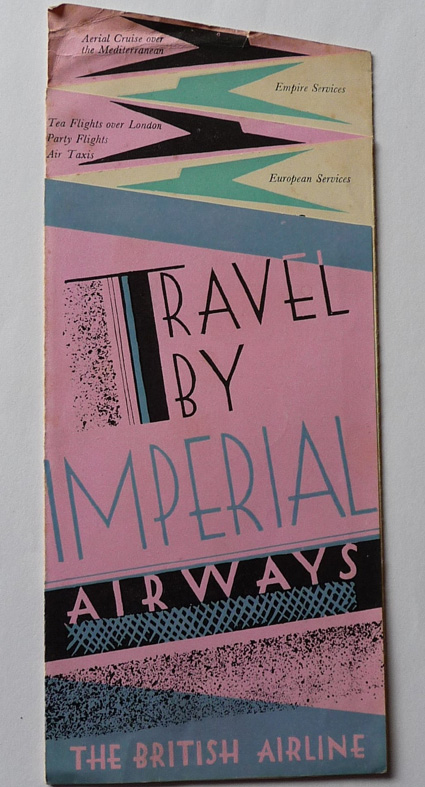 Aerial Cruise over
the Mediterranean
Empire Services
Tea Flights over London
Party Flights
Air Taxis
European Services
TRAVEL
BY
IMPERIAL
AIRWAYS
THE BRITISH AIRLINE